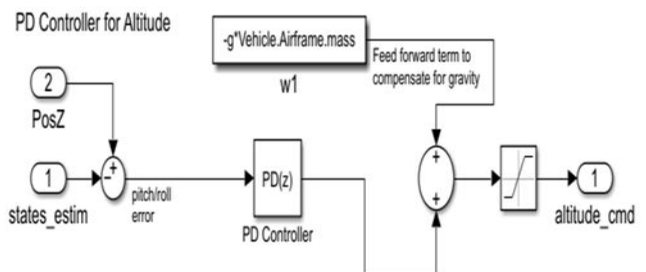 PD Controller for Altitude
-g*Vehicle.Airframe.mass
Feed forward term to
compensate for gravity
w1
2
PosZ
+
−
1
states_estim
pitch/roll
error
PD(z)
PD Controller
+
+
1
altitude_cmd